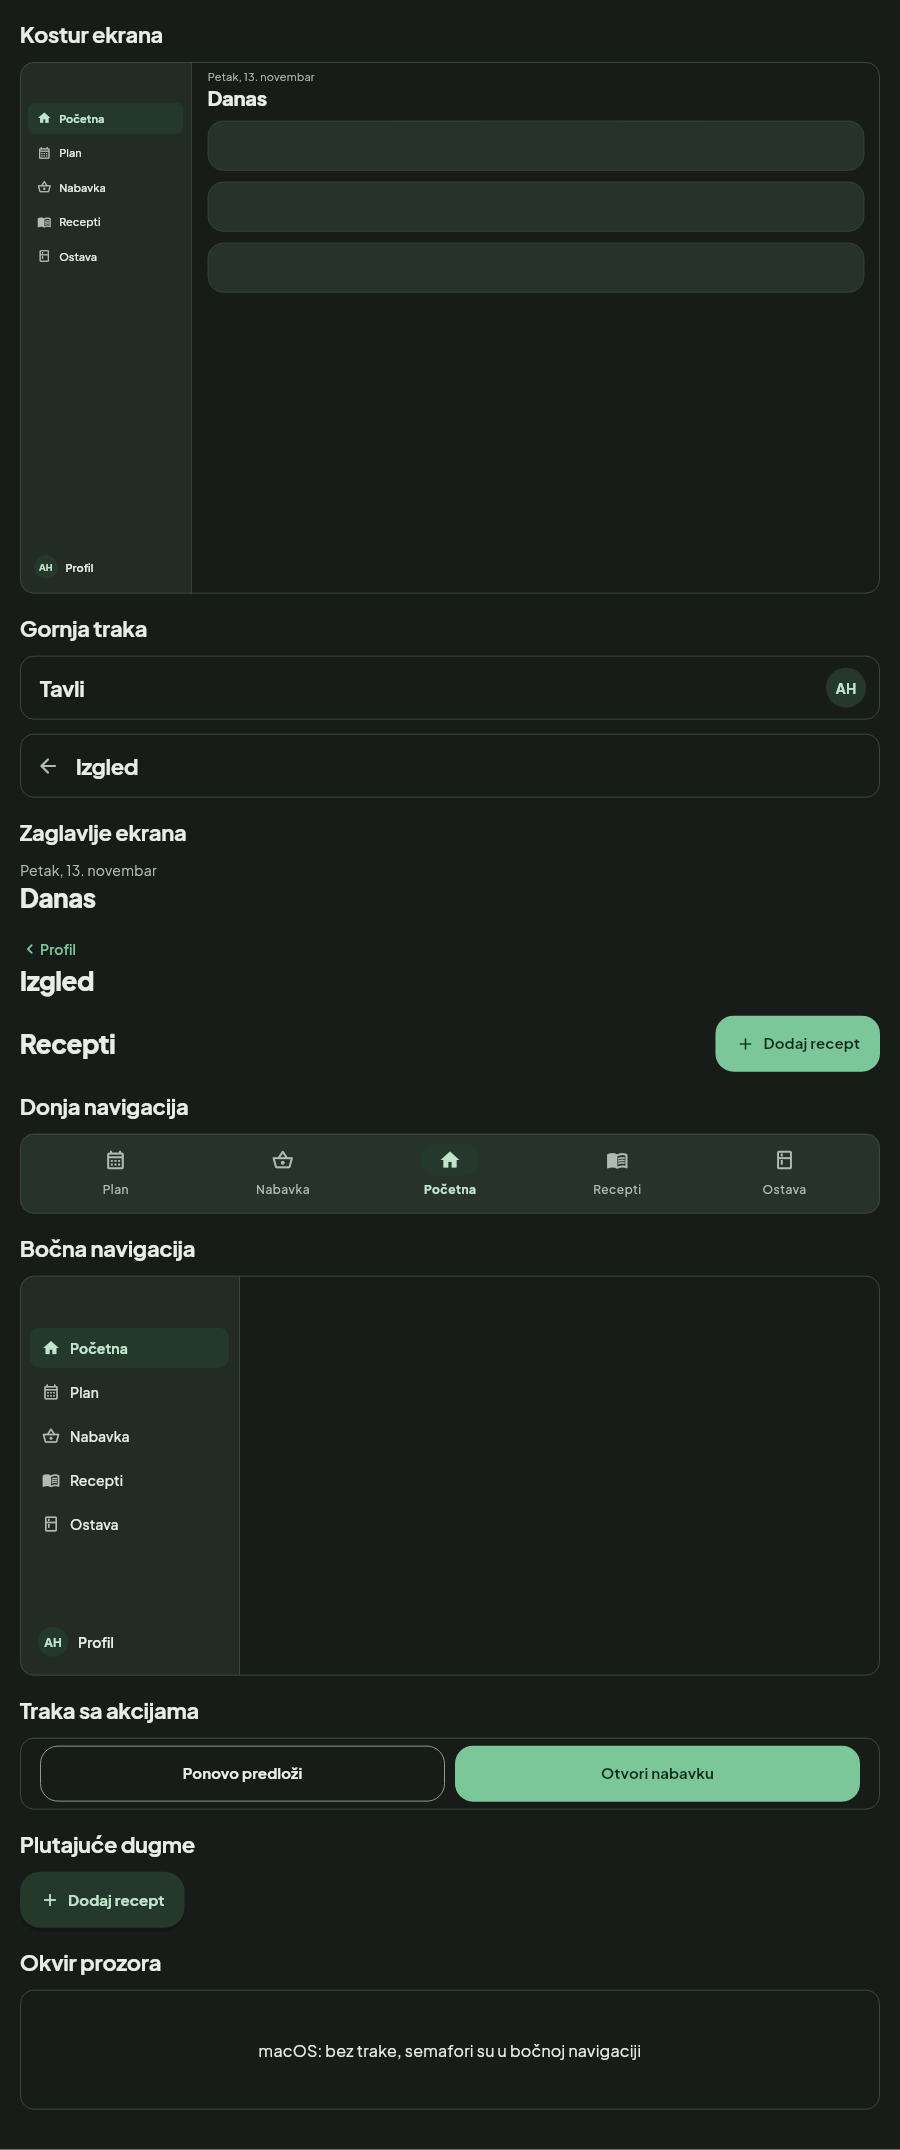 Kostur ekrana
Petak, 13. novembar
Danas
Početna
Plan
Nabavka
Recepti
Ostava
AH Profil
Gornja traka
Tavli AH
Izgled
Zaglavlje ekrana
Petak, 13. novembar
Danas
Profil
Izgled
Recepti
Dodaj recept
Donja navigacija
Plan Nabavka Početna Recepti Ostava
Bočna navigacija
Početna
Plan
Nabavka
Recepti
Ostava
AH Profil
Traka sa akcijama
Ponovo predloži Otvori nabavku
Plutajuće dugme
Dodaj recept
Okvir prozora
macOS: bez trake, semafori su u bočnoj navigaciji